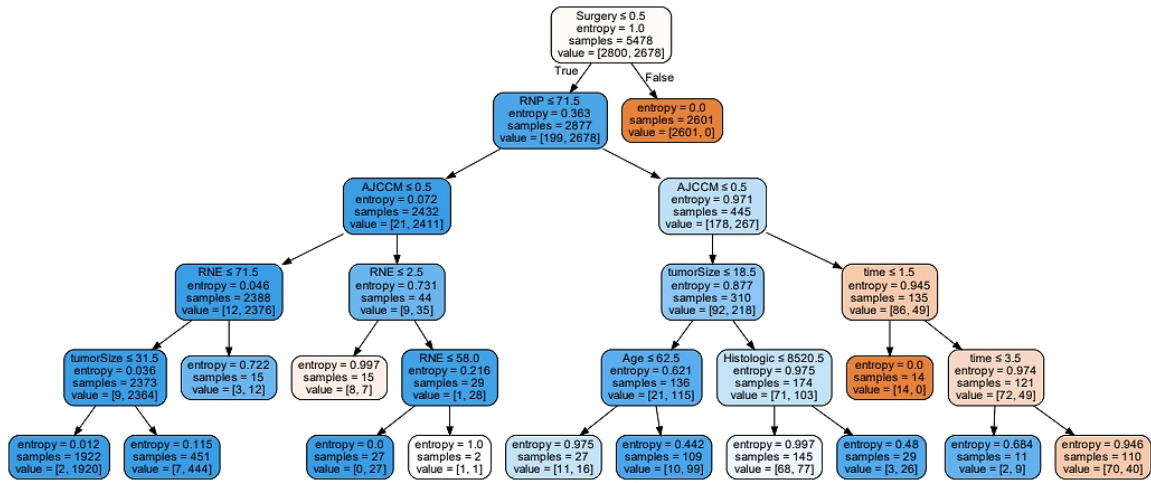 Surgery ≤ 0.5
entropy = 1.0
samples = 5478
value = [2800, 2678]
True
False
RNP ≤ 71.5
entropy = 0.363
samples = 2877
value = [199, 2678]
entropy = 0.0
samples = 2601
value = [2601, 0]
AJCCM ≤ 0.5
entropy = 0.072
samples = 2432
value = [21, 2411]
AJCCM ≤ 0.5
entropy = 0.971
samples = 445
value = [178, 267]
RNE ≤ 71.5
entropy = 0.046
samples = 2388
value = [12, 2376]
RNE ≤ 2.5
entropy = 0.731
samples = 44
value = [9, 35]
tumorSize ≤ 18.5
entropy = 0.877
samples = 310
value = [92, 218]
time ≤ 1.5
entropy = 0.945
samples = 135
value = [86, 49]
tumorSize ≤ 31.5
entropy = 0.036
samples = 2373
value = [9, 2364]
entropy = 0.722
samples = 15
value = [3, 12]
entropy = 0.997
samples = 15
value = [8, 7]
RNE ≤ 58.0
entropy = 0.216
samples = 29
value = [1, 28]
Age ≤ 62.5
entropy = 0.621
samples = 136
value = [21, 115]
Histologic ≤ 8520.5
entropy = 0.975
samples = 174
value = [71, 103]
entropy = 0.0
samples = 14
value = [14, 0]
time ≤ 3.5
entropy = 0.974
samples = 121
value = [72, 49]
entropy = 0.012
samples = 1922
value = [2, 1920]
entropy = 0.115
samples = 451
value = [7, 444]
entropy = 0.0
samples = 27
value = [0, 27]
entropy = 1.0
samples = 2
value = [1, 1]
entropy = 0.975
samples = 27
value = [11, 16]
entropy = 0.442
samples = 109
value = [10, 99]
entropy = 0.997
samples = 145
value = [68, 77]
entropy = 0.48
samples = 29
value = [3, 26]
entropy = 0.684
samples = 11
value = [2, 9]
entropy = 0.946
samples = 110
value = [70, 40]